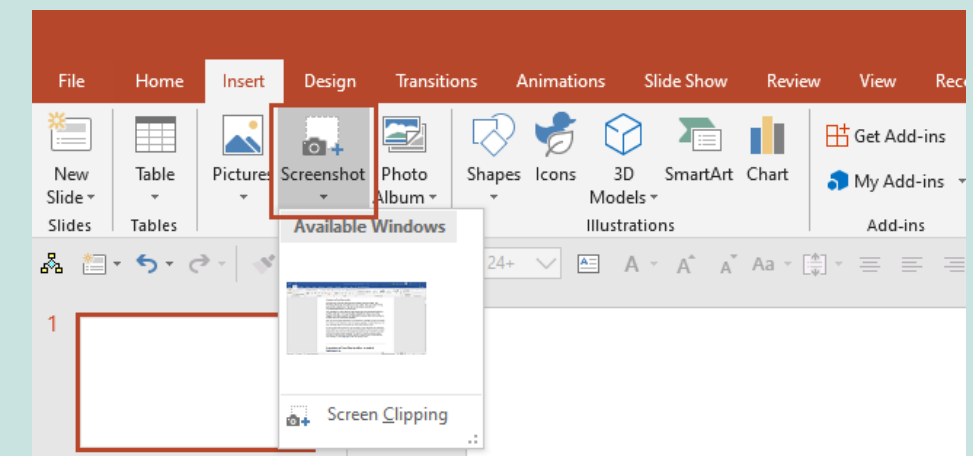 File Home Insert Design Transitions Animations Slide Show Review View Reco
New Slide Table Pictures Screenshot Photo Album Shapes Icons 3D Models SmartArt Chart Get Add-ins
My Add-ins
Slides Tables Illustrations Add-ins
Available Windows
24+ A A A Aa
1
Screen Clipping